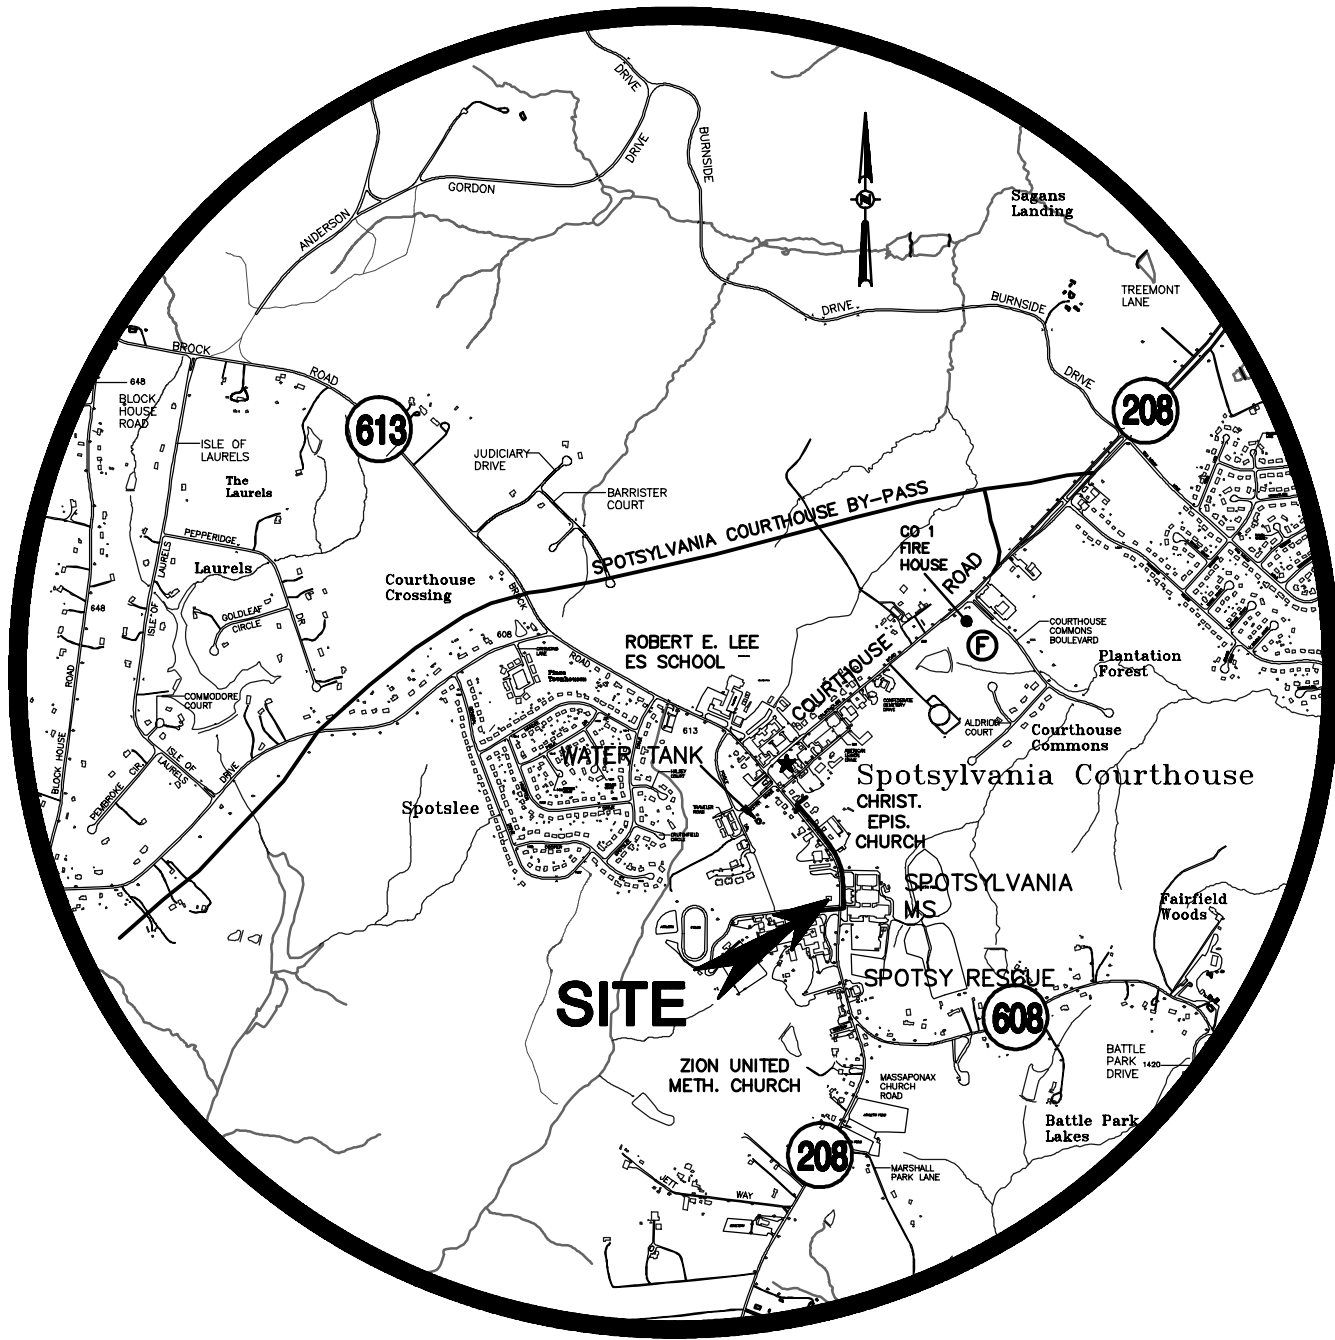 DRIVE
DRIVE
BURNSIDE
GORDON
ANDERSON
N
Sagans
Landing
TREEMONT
LANE
DRIVE
BURNSIDE
DRIVE
BROCK
ROAD
648
BLOCK
HOUSE
ROAD
613
208
ISLE OF
LAURELS
The
Laurels
JUDICIARY
DRIVE
BARRISTER
COURT
SPOTSYLVANIA COURTHOUSE BY-PASS
CO 1
FIRE
HOUSE
ROAD
PEPPERIDGE
LAURELS
Laurels
Courthouse
Crossing
BROCK
648
ISLE OF
GOLDLEAF
CIRCLE
DR
608
ROAD
ROBERT E. LEE
ES SCHOOL
F
COURTHOUSE
COMMONS
BOULEVARD
Plantation
Forest
ROAD
COMMODORE
COURT
COURTHOUSE
613
ALDRICH
COURT
Courthouse
Commons
BLOCK HOUSE
PEMBROKE CIR.
ISLE OF
LAURELS
DRIVE
WATER TANK
Spotsylvania Courthouse
Spotslee
CHRIST.
EPIS.
CHURCH
SPOTSYLVANIA
MS
Fairfield
Woods
SITE
SPOTSY RESCUE
608
ZION UNITED
METH. CHURCH
MASSAPONAX
CHURCH
ROAD
BATTLE
PARK
DRIVE
1420
Battle Park
Lakes
208
MARSHALL
PARK LANE
JETT
WAY